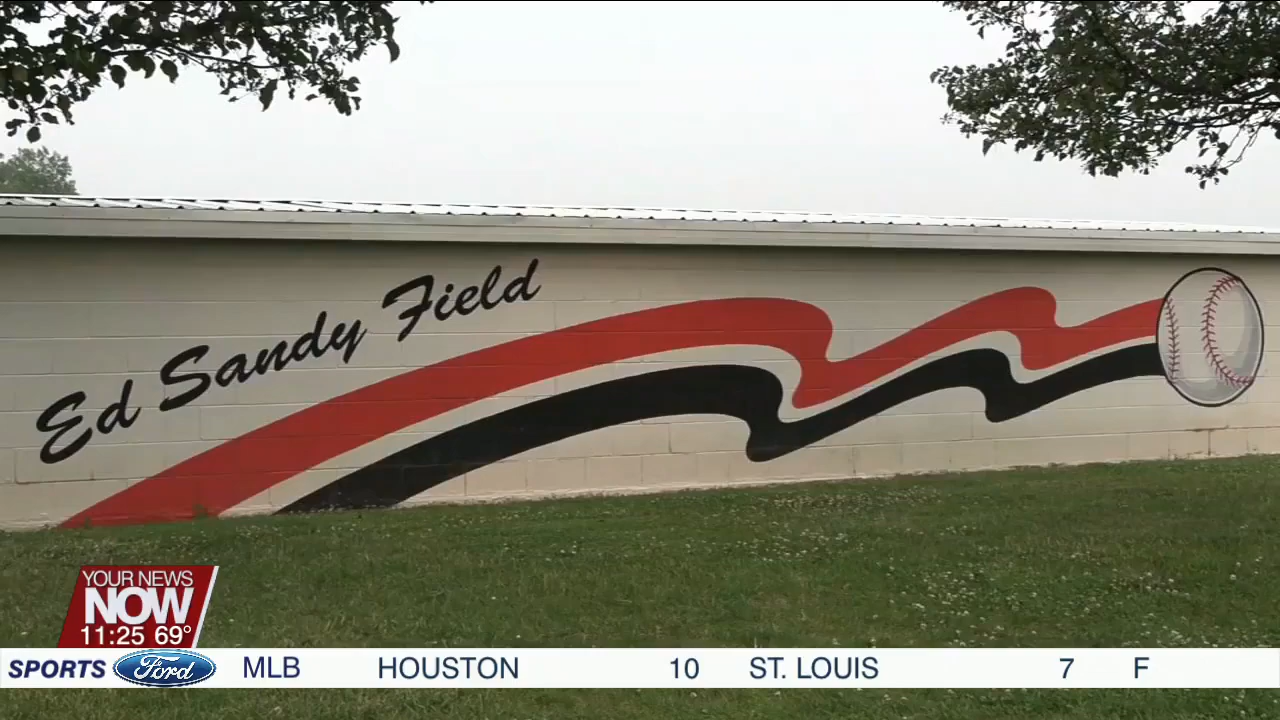 Ed Sandy Field
YOUR NEWS
NOW
11:25 69°
SPORTS Ford MLB HOUSTON 10 ST. LOUIS 7 F